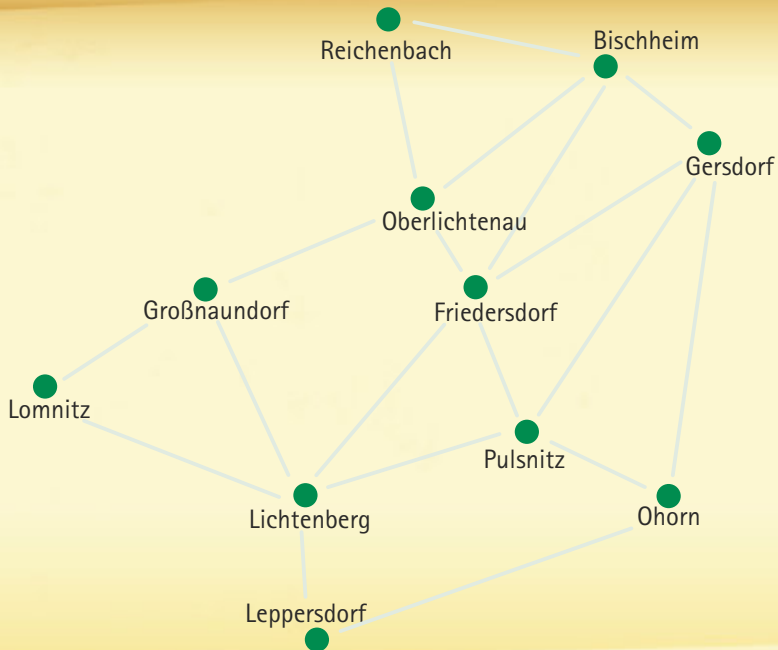 Reichenbach
Bischheim
Gersdorf
Oberlichtenau
Großnaundorf
Friedersdorf
Lomnitz
Pulsnitz
Lichtenberg
Ohorn
Leppersdorf